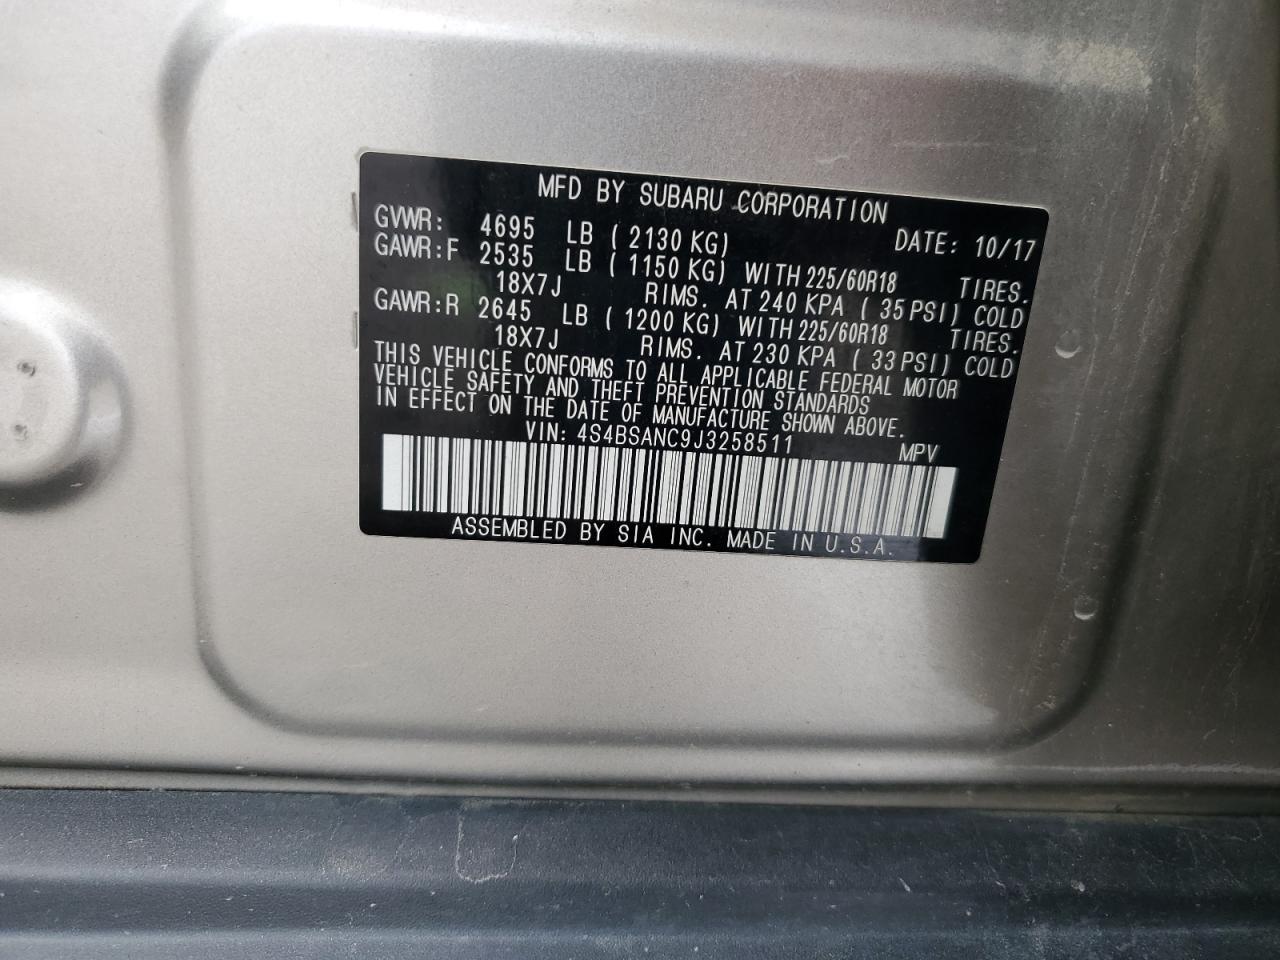 MFD BY SUBARU CORPORATION
GVWR: 4695 LB ( 2130 KG) DATE: 10/17
GAWR:F 2535 LB ( 1150 KG) WITH 225/60R18 TIRES.
18X7J RIMS. AT 240 KPA ( 35 PSI) COLD
GAWR:R 2645 LB ( 1200 KG) WITH 225/60R18 TIRES.
18X7J RIMS. AT 230 KPA ( 33 PSI) COLD
THIS VEHICLE CONFORMS TO ALL APPLICABLE FEDERAL MOTOR
VEHICLE SAFETY AND THEFT PREVENTION STANDARDS
IN EFFECT ON THE DATE OF MANUFACTURE SHOWN ABOVE.
VIN: 4S4BSANC9J3258511 MPV
ASSEMBLED BY SIA INC. MADE IN U.S.A.